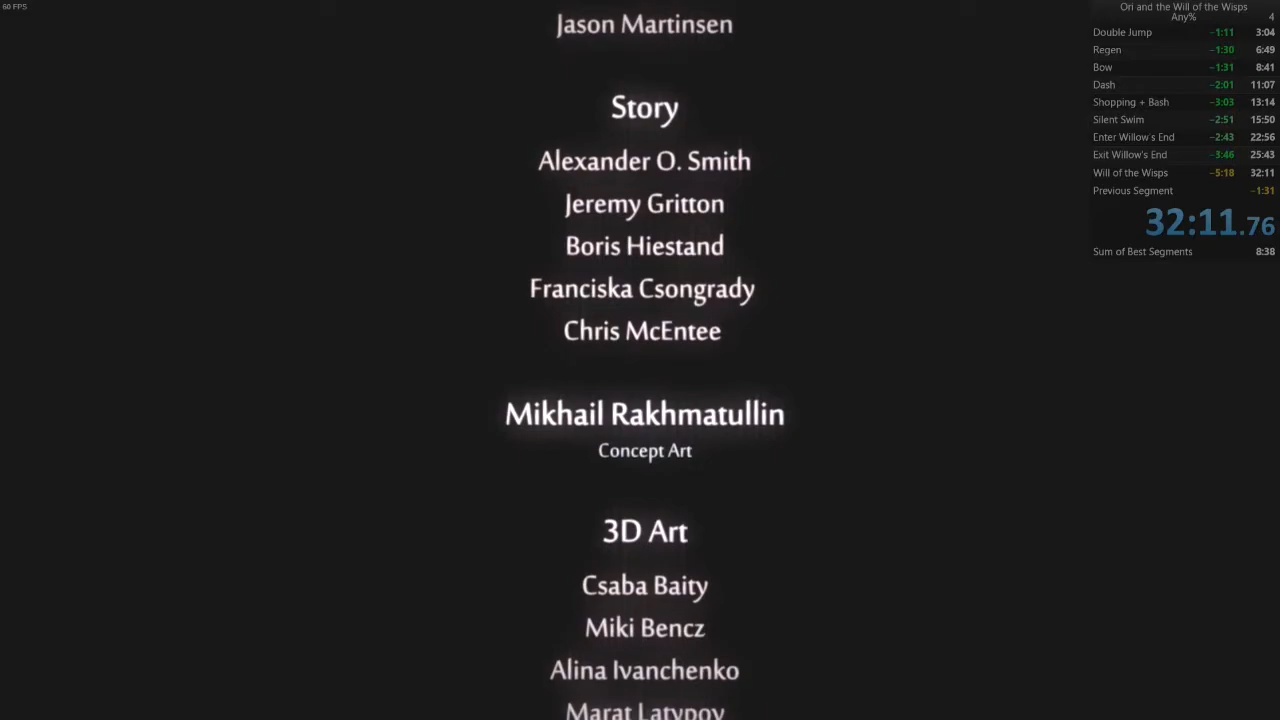 60 FPS
Jason Martinsen
Story
Alexander O. Smith
Jeremy Gritton
Boris Hiestand
Franciska Csongrady
Chris McEntee
Mikhail Rakhmatullin
Concept Art
3D Art
Csaba Baity
Miki Bencz
Alina Ivanchenko
Marat Latypov
Ori and the Will of the Wisps
Any% 4
Double Jump −1:11 3:04
Regen −1:30 6:49
Bow −1:31 8:41
Dash −2:01 11:07
Shopping + Bash −3:03 13:14
Silent Swim −2:51 15:50
Enter Willow's End −2:43 22:56
Exit Willow's End −3:46 25:43
Will of the Wisps −5:18 32:11
Previous Segment −1:31
32:11.76
Sum of Best Segments 8:38